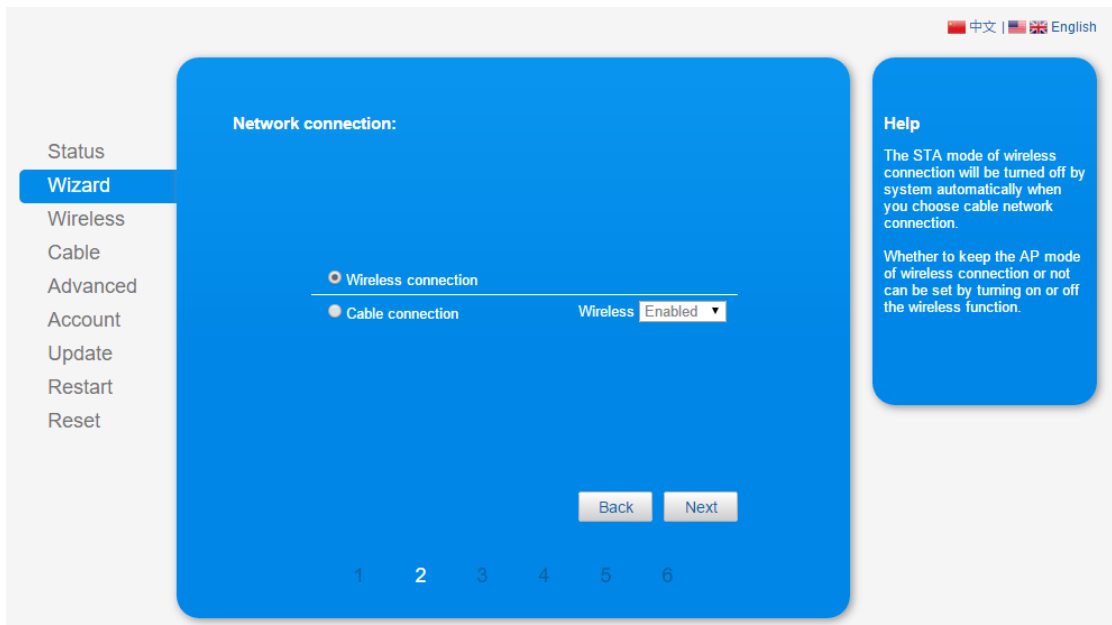 中文 | English
Network connection:
Status
Wizard
Wireless
Cable
Advanced
Account
Update
Restart
Reset
Wireless connection
Cable connection Wireless Enabled
Back Next
1 2 3 4 5 6
Help
The STA mode of wireless
connection will be turned off by
system automatically when
you choose cable network
connection.
Whether to keep the AP mode
of wireless connection or not
can be set by turning on or off
the wireless function.